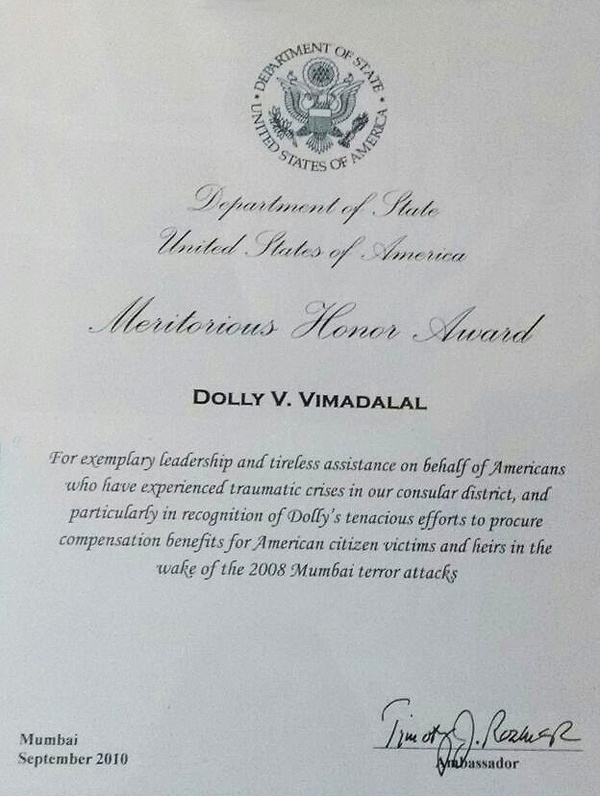 DEPARTMENT OF STATE
UNITED STATES OF AMERICA
Department of State
United States of America
Meritorious Honor Award
DOLLY V. VIMADALAL
For exemplary leadership and tireless assistance on behalf of Americans
who have experienced traumatic crises in our consular district, and
particularly in recognition of Dolly's tenacious efforts to procure
compensation benefits for American citizen victims and heirs in the
wake of the 2008 Mumbai terror attacks
Timothy J. Roemer
Mumbai
September 2010
Ambassador